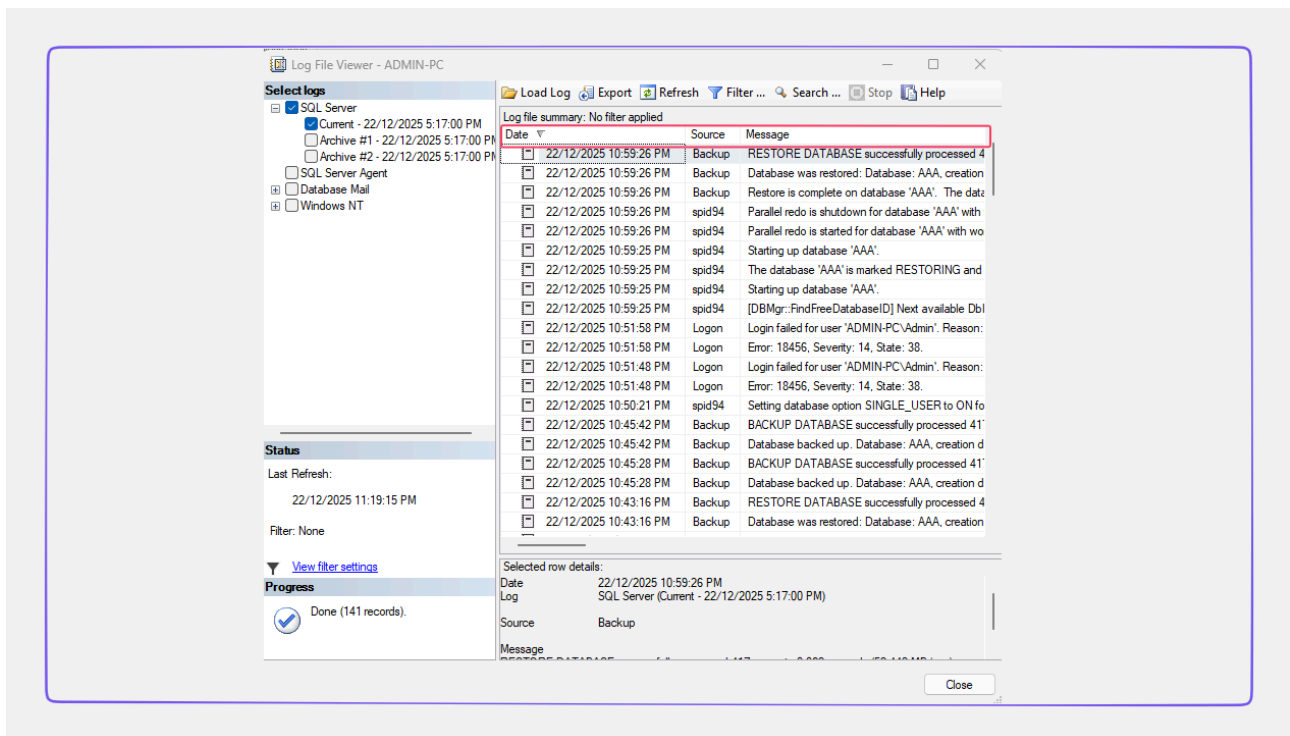 Log File Viewer - ADMIN-PC
Select logs
SQL Server
Current - 22/12/2025 5:17:00 PM
Archive #1 - 22/12/2025 5:17:00 PM
Archive #2 - 22/12/2025 5:17:00 PM
SQL Server Agent
Database Mail
Windows NT
Status
Last Refresh:
22/12/2025 11:19:15 PM
Filter: None
View filter settings
Progress
Done (141 records).
Load Log Export Refresh Filter ... Search ... Stop Help
Log file summary: No filter applied
Date Source Message
22/12/2025 10:59:26 PM Backup RESTORE DATABASE successfully processed 4
22/12/2025 10:59:26 PM Backup Database was restored: Database: AAA, creation
22/12/2025 10:59:26 PM Backup Restore is complete on database 'AAA'. The data
22/12/2025 10:59:26 PM spid94 Parallel redo is shutdown for database 'AAA' with
22/12/2025 10:59:26 PM spid94 Parallel redo is started for database 'AAA' with wo
22/12/2025 10:59:25 PM spid94 Starting up database 'AAA'.
22/12/2025 10:59:25 PM spid94 The database 'AAA' is marked RESTORING and
22/12/2025 10:59:25 PM spid94 Starting up database 'AAA'.
22/12/2025 10:59:25 PM spid94 [DBMgr::FindFreeDatabaseID] Next available DbI
22/12/2025 10:51:58 PM Logon Login failed for user 'ADMIN-PC\Admin'. Reason:
22/12/2025 10:51:58 PM Logon Error: 18456, Severity: 14, State: 38.
22/12/2025 10:51:48 PM Logon Login failed for user 'ADMIN-PC\Admin'. Reason:
22/12/2025 10:51:48 PM Logon Error: 18456, Severity: 14, State: 38.
22/12/2025 10:50:21 PM spid94 Setting database option SINGLE_USER to ON fo
22/12/2025 10:45:42 PM Backup BACKUP DATABASE successfully processed 417
22/12/2025 10:45:42 PM Backup Database backed up. Database: AAA, creation d
22/12/2025 10:45:28 PM Backup BACKUP DATABASE successfully processed 417
22/12/2025 10:45:28 PM Backup Database backed up. Database: AAA, creation d
22/12/2025 10:43:16 PM Backup RESTORE DATABASE successfully processed 4
22/12/2025 10:43:16 PM Backup Database was restored: Database: AAA, creation
Selected row details:
Date 22/12/2025 10:59:26 PM
Log SQL Server (Current - 22/12/2025 5:17:00 PM)
Source Backup
Message
Close